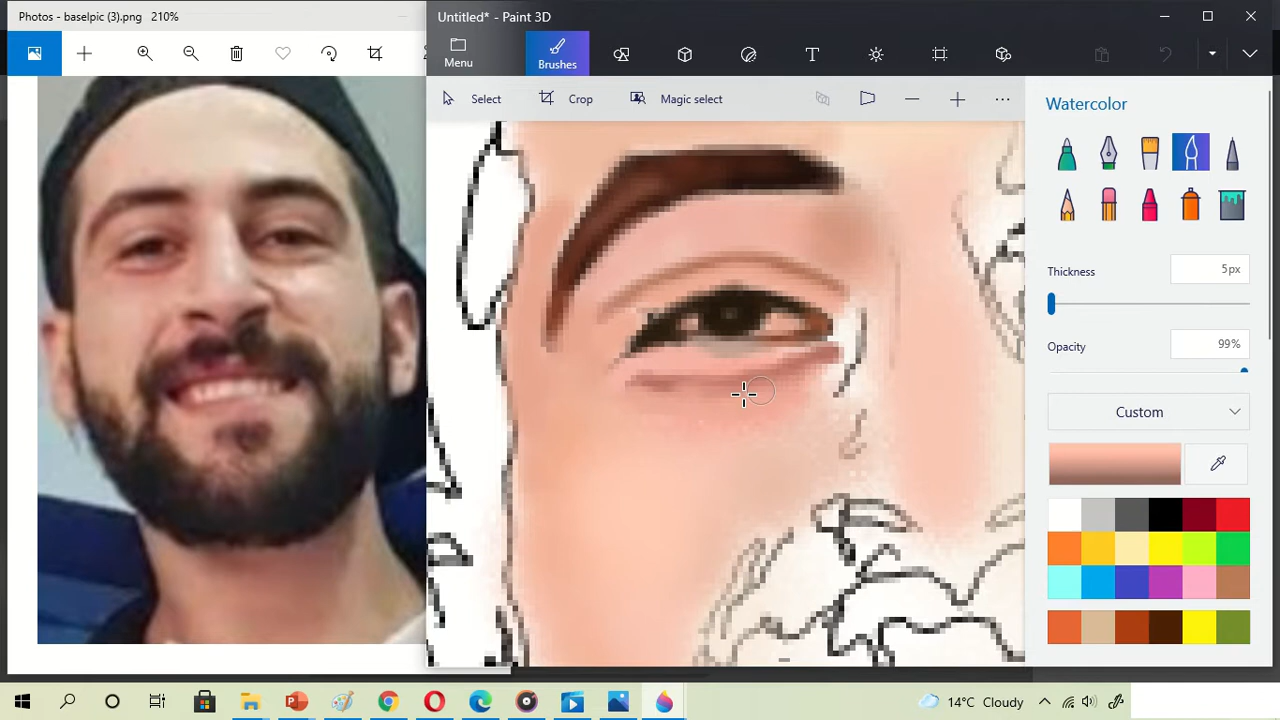 Photos - baselpic (3).png 210%
Untitled* - Paint 3D
Menu
Brushes
Select
Crop
Magic select
Watercolor
Thickness
5px
Opacity
99%
Custom
14°C Cloudy